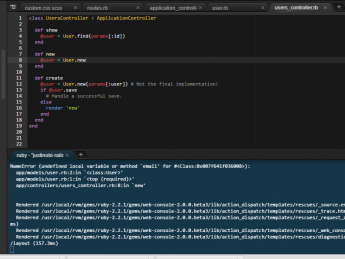 custom.css.scss
routes.rb
application_controlle
user.rb
users_controller.rb
1 class UsersController < ApplicationController
2
3 def show
4 @user = User.find(params[:id])
5 end
6
7 def new
8 @user = User.new
9 end
10
11 def create
12 @user = User.new(params[:user]) # Not the final implementation!
13 if @user.save
14 # Handle a successful save.
15 else
16 render 'new'
17 end
18 end
19 end
ruby - "justinobi-rails
NameError (undefined local variable or method `email' for #<Class:0x007f641f036008>):
app/models/user.rb:2:in `<class:User>'
app/models/user.rb:1:in `<top (required)>'
app/controllers/users_controller.rb:8:in `new'
Rendered /usr/local/rvm/gems/ruby-2.2.1/gems/web-console-2.0.0.beta3/lib/action_dispatch/templates/rescues/_source.er
Rendered /usr/local/rvm/gems/ruby-2.2.1/gems/web-console-2.0.0.beta3/lib/action_dispatch/templates/rescues/_trace.htm
Rendered /usr/local/rvm/gems/ruby-2.2.1/gems/web-console-2.0.0.beta3/lib/action_dispatch/templates/rescues/_request_
ms)
Rendered /usr/local/rvm/gems/ruby-2.2.1/gems/web-console-2.0.0.beta3/lib/action_dispatch/templates/rescues/_web_cons
Rendered /usr/local/rvm/gems/ruby-2.2.1/gems/web-console-2.0.0.beta3/lib/action_dispatch/templates/rescues/diagnostic
/layout (157.3ms)